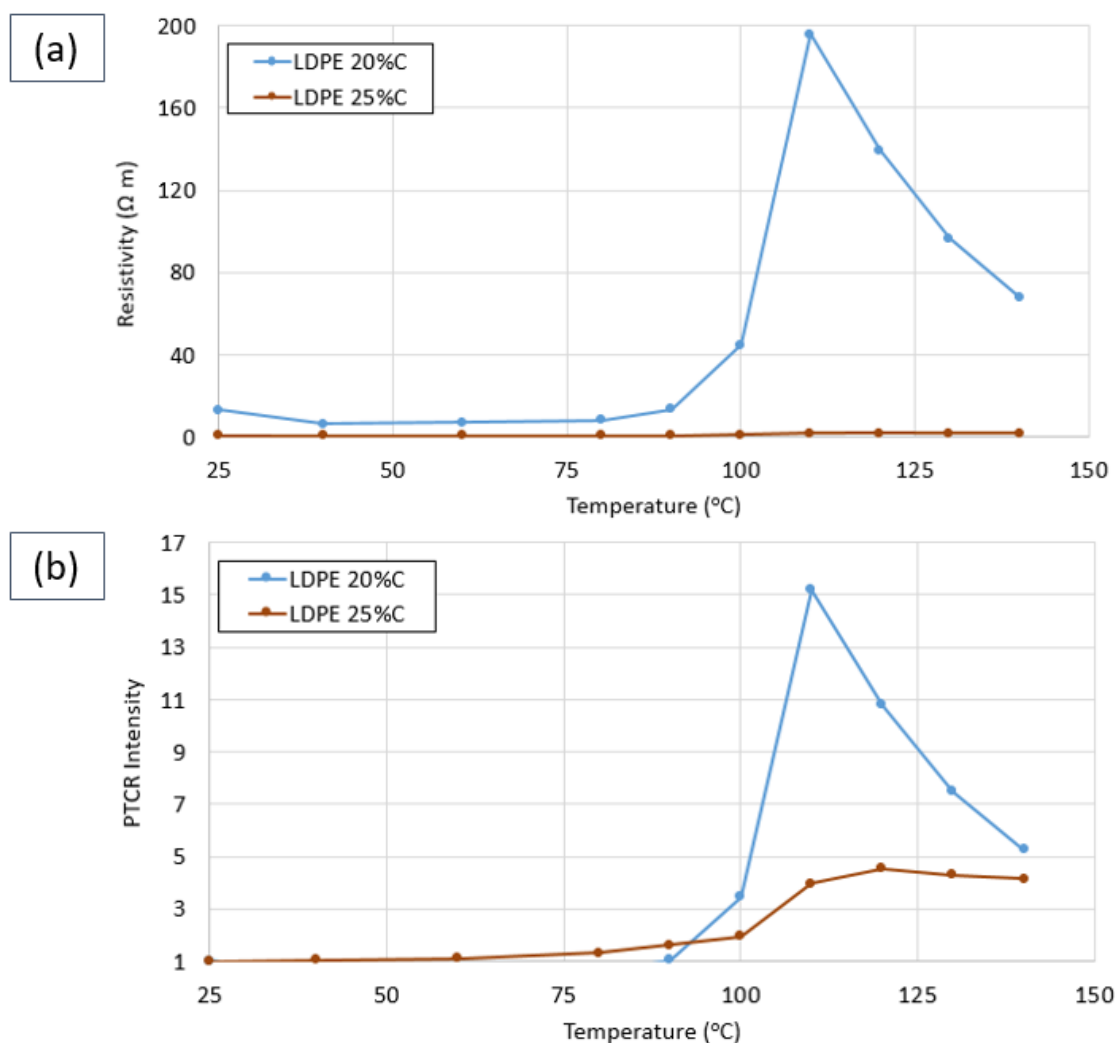 (a)
200
LDPE 20%C
LDPE 25%C
160
120
Resistivity (Ω m)
80
40
0
25 50 75 100 125 150
Temperature (°C)
(b)
17
LDPE 20%C
LDPE 25%C
15
13
11
PTCR Intensity
9
7
5
3
1
25 50 75 100 125 150
Temperature (°C)